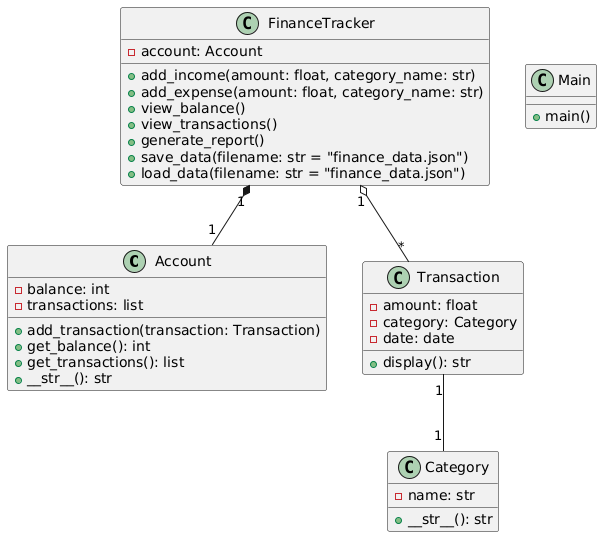 C FinanceTracker
account: Account
add_income(amount: float, category_name: str)
add_expense(amount: float, category_name: str)
view_balance()
view_transactions()
generate_report()
save_data(filename: str = "finance_data.json")
load_data(filename: str = "finance_data.json")
C Main
main()
1
1
1
*
C Account
balance: int
transactions: list
add_transaction(transaction: Transaction)
get_balance(): int
get_transactions(): list
__str__(): str
C Transaction
amount: float
category: Category
date: date
display(): str
1
1
C Category
name: str
__str__(): str